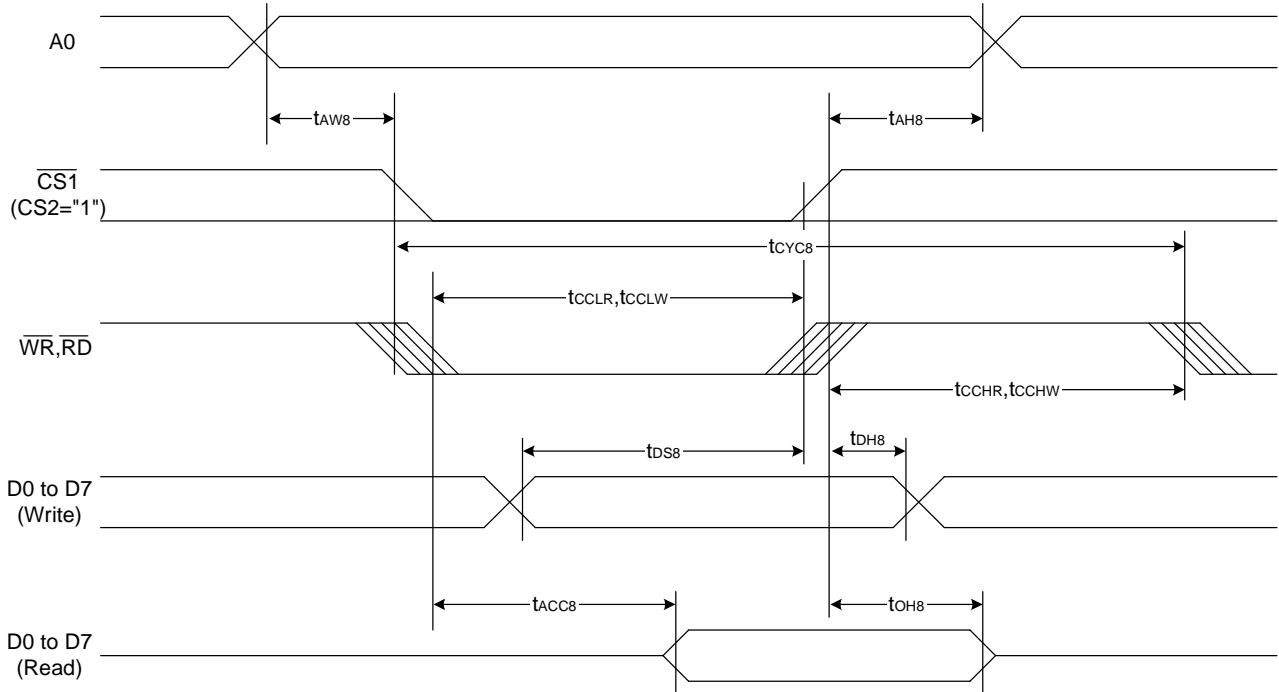 A0
tAW8
tAH8
CS1
(CS2="1")
tCYC8
tCCLR,tCCLW
WR,RD
tCCHR,tCCHW
tDS8
tDH8
D0 to D7
(Write)
tACC8
tOH8
D0 to D7
(Read)